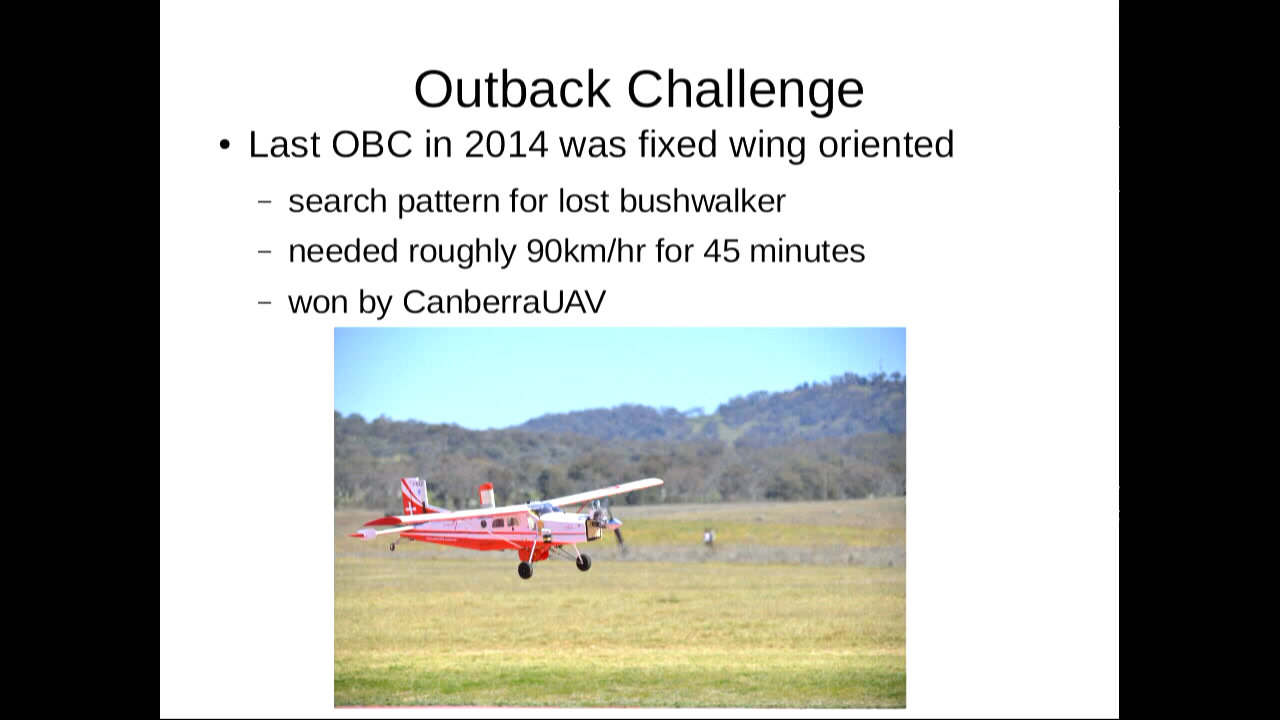 Outback Challenge
• Last OBC in 2014 was fixed wing oriented
– search pattern for lost bushwalker
– needed roughly 90km/hr for 45 minutes
– won by CanberraUAV